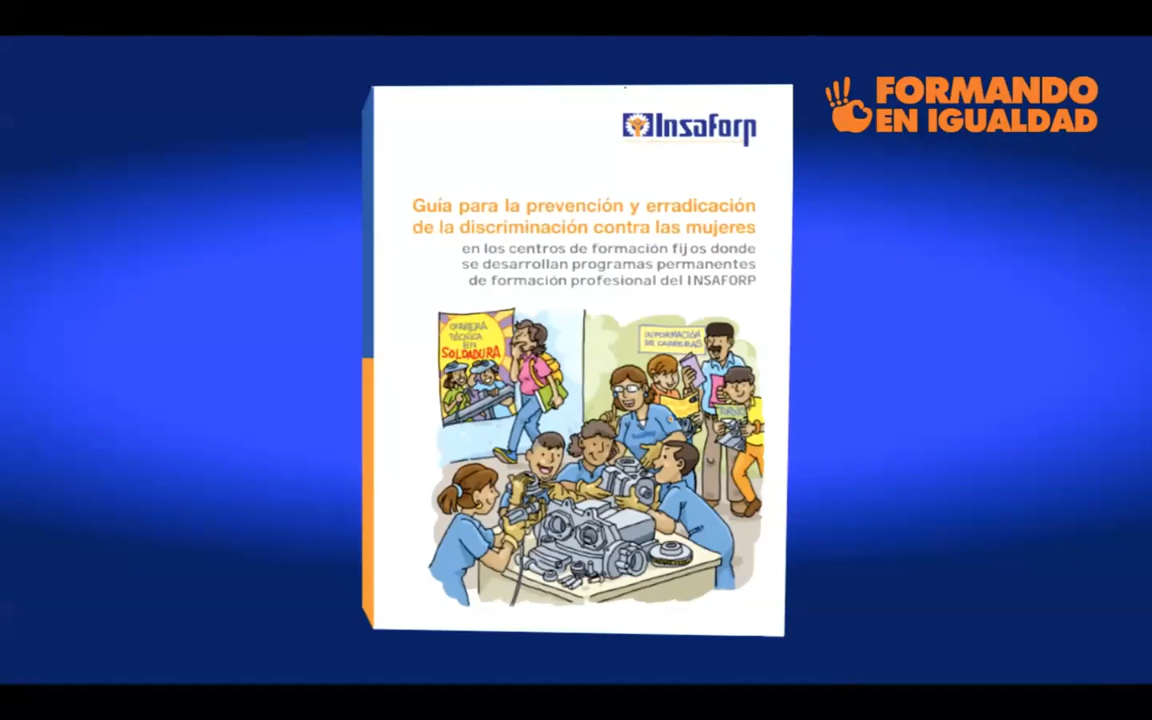 FORMANDO
EN IGUALDAD
Insaforp
Guía para la prevención y erradicación
de la discriminación contra las mujeres
en los centros de formación fijos donde
se desarrollan programas permanentes
de formación profesional del INSAFORP
CARRERA
TÉCNICA
EN
SOLDADURA
INFORMACIÓN
DE CARRERAS